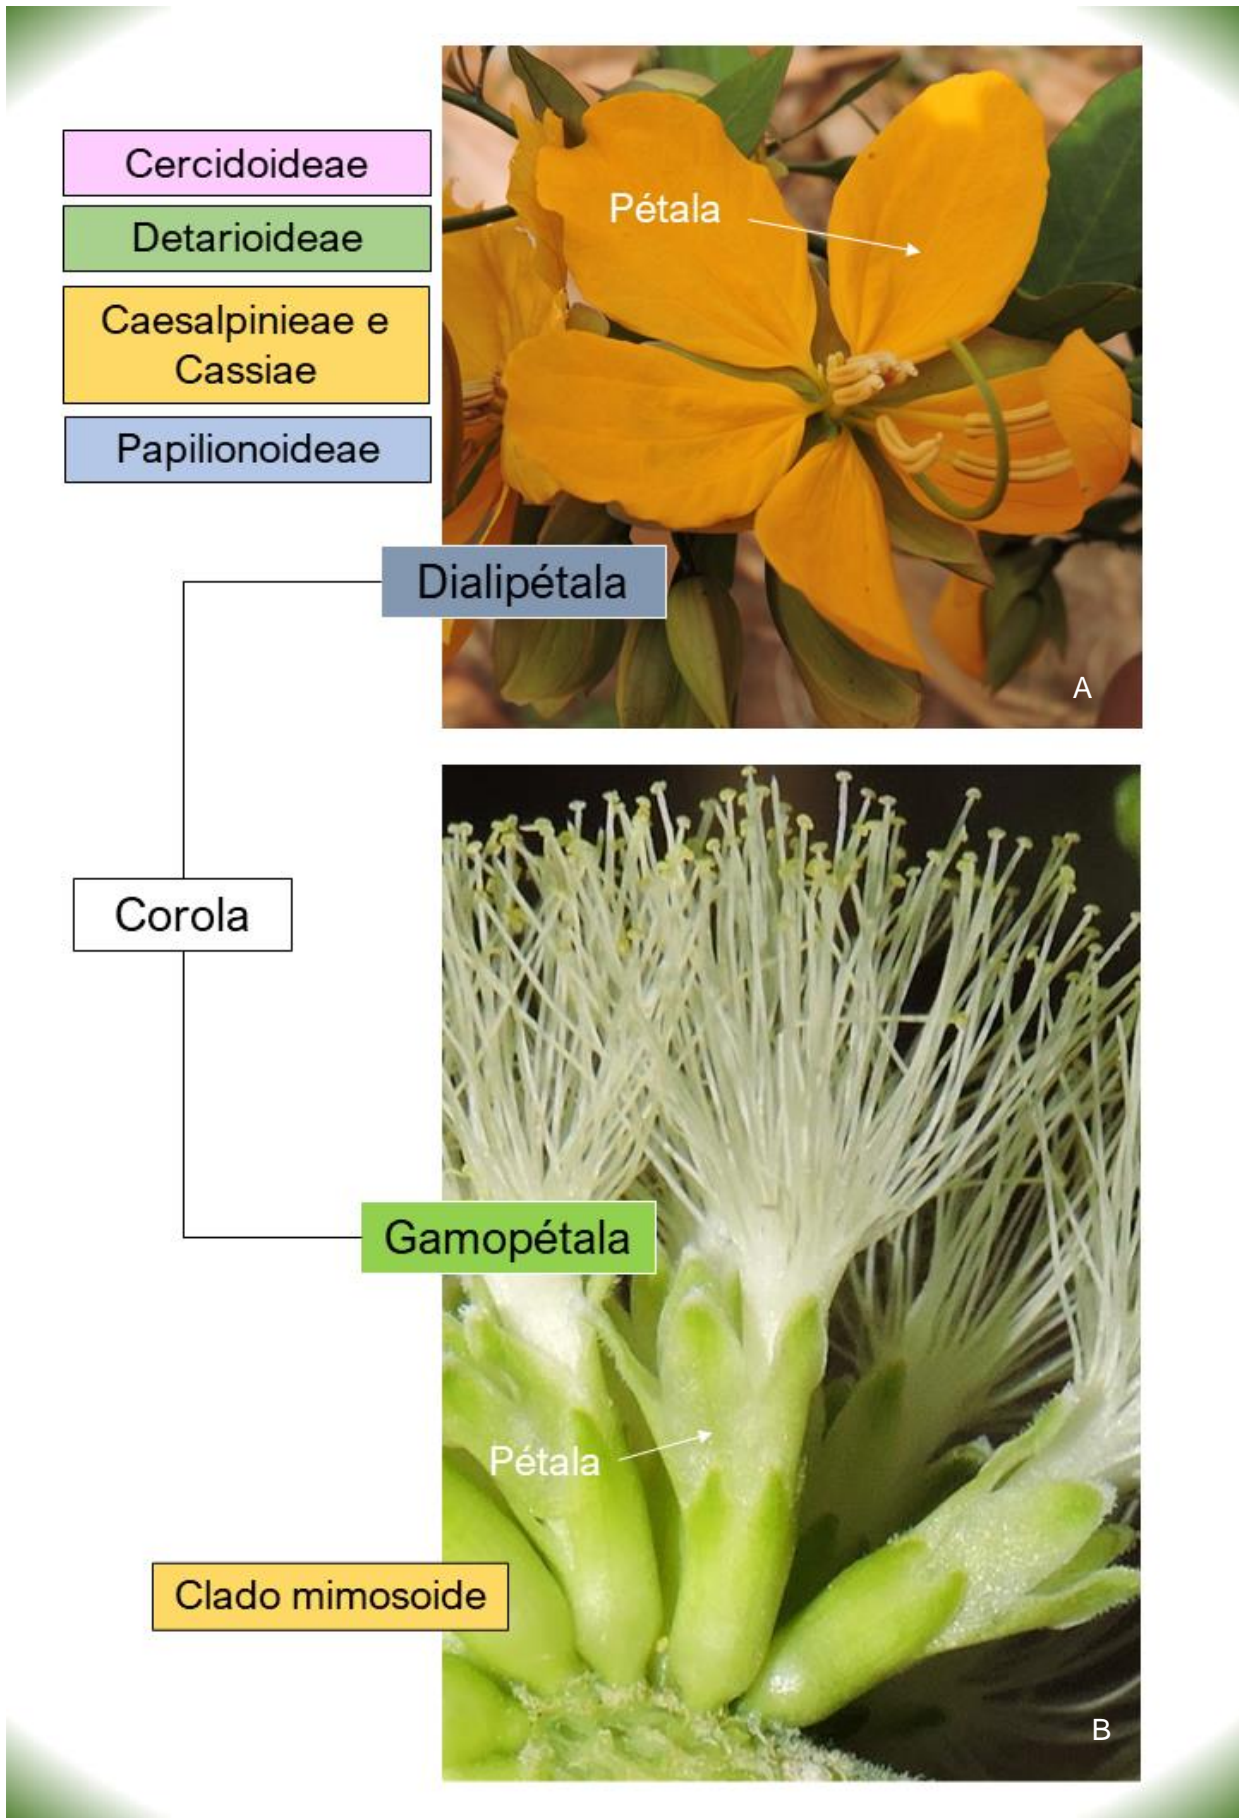 Cercidoideae
Detarioideae
Caesalpinieae e
Cassiae
Papilionoideae
Pétala
Dialipétala
A
Corola
Gamopétala
Pétala
Clado mimosoide
B